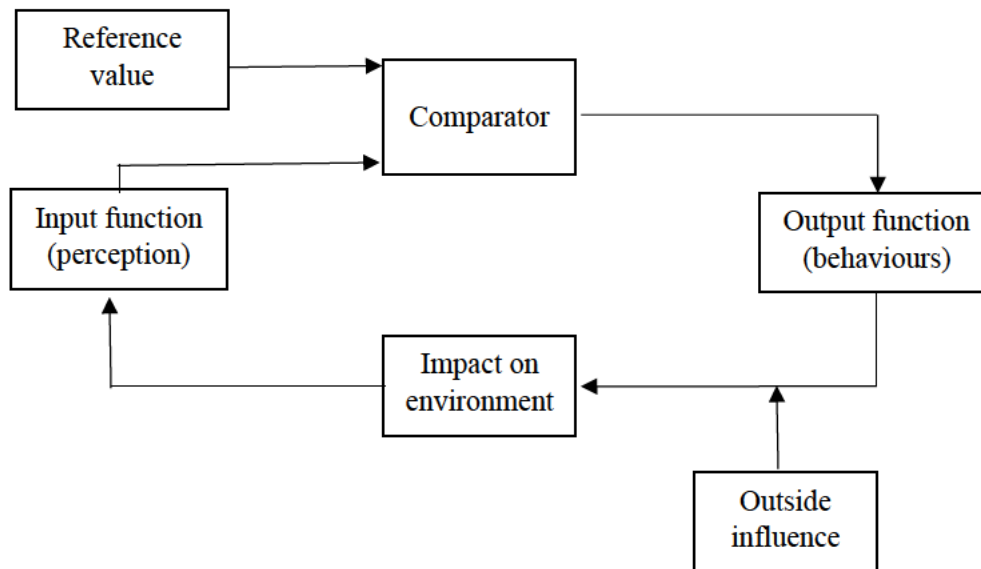 Reference
value
Comparator
Input function
(perception)
Output function
(behaviours)
Impact on
environment
Outside
influence